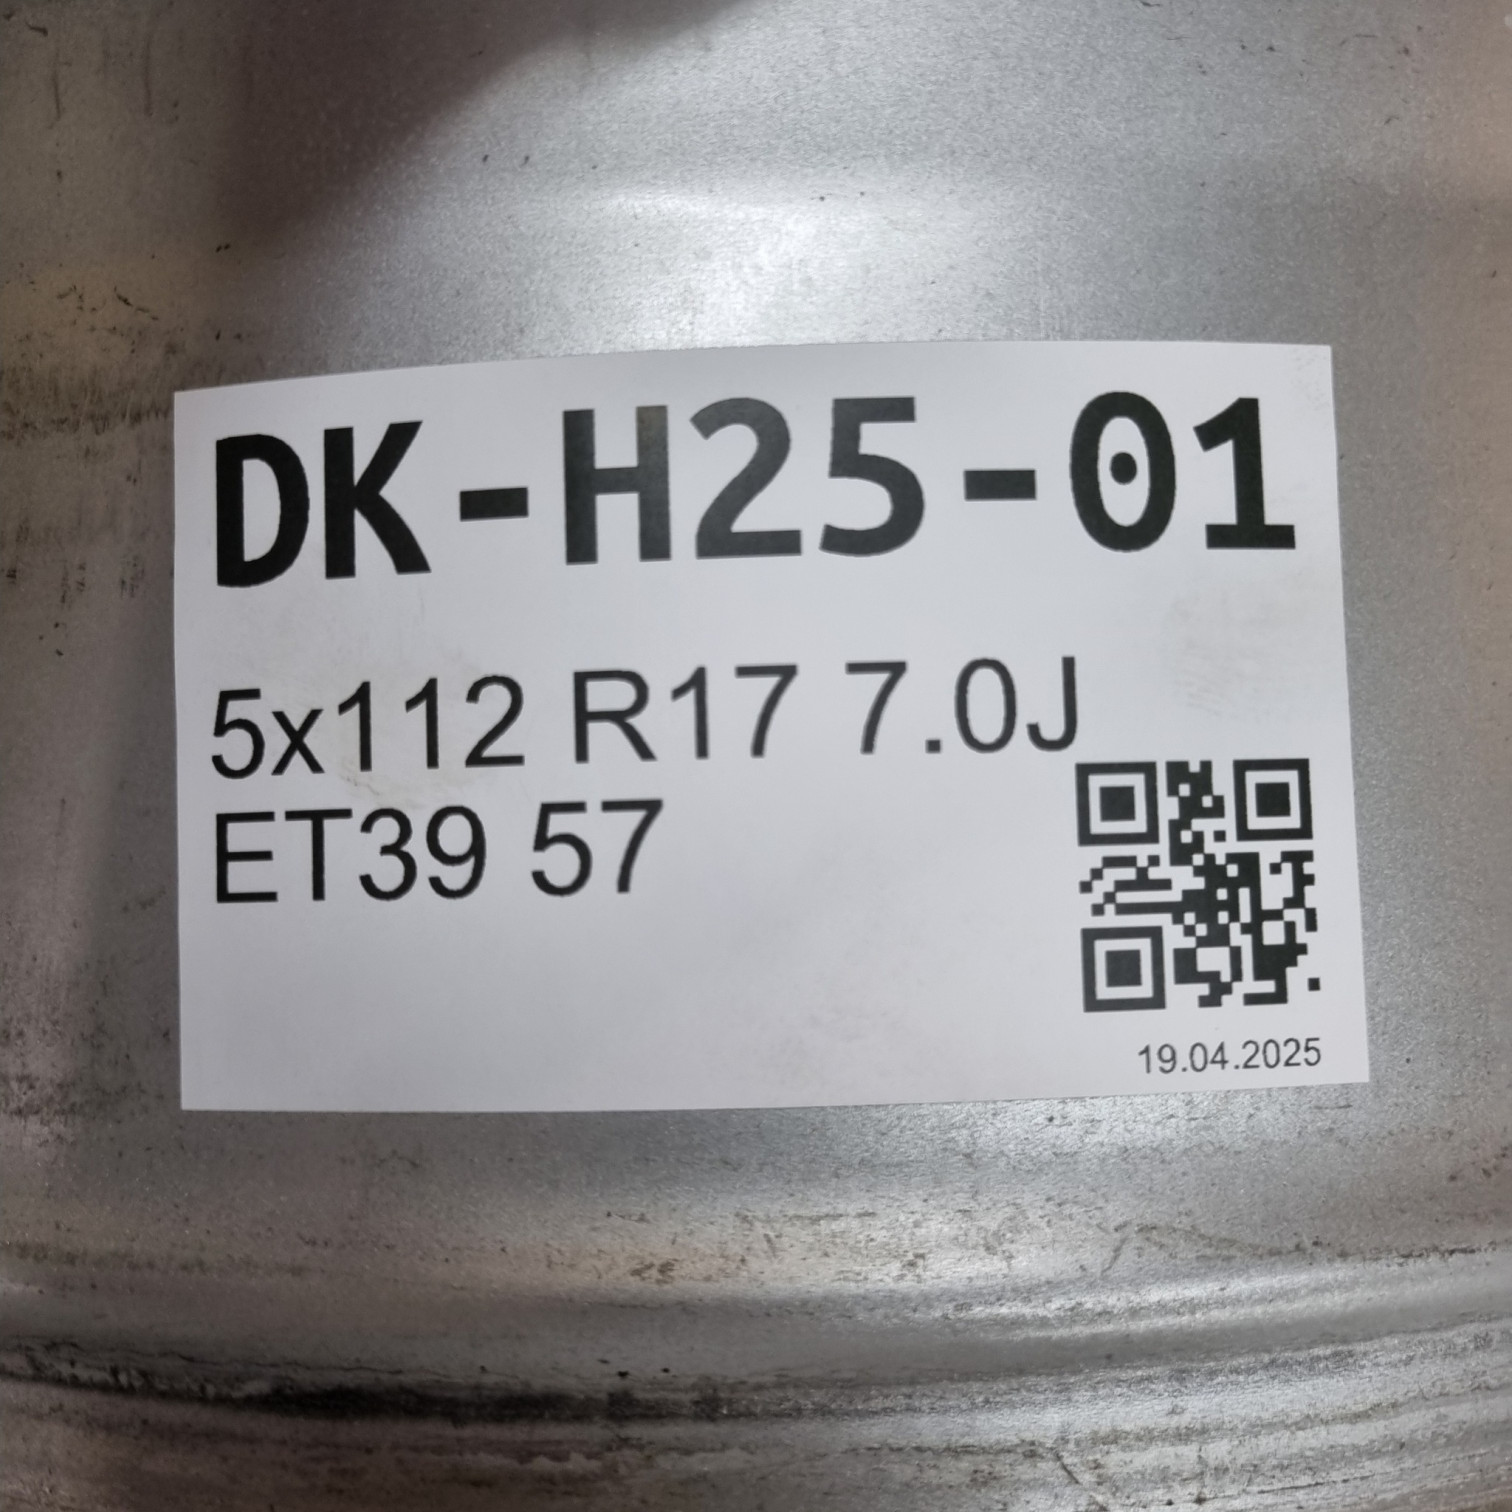 DK-H25-01
5x112 R17 7.0J
ET39 57
19.04.2025